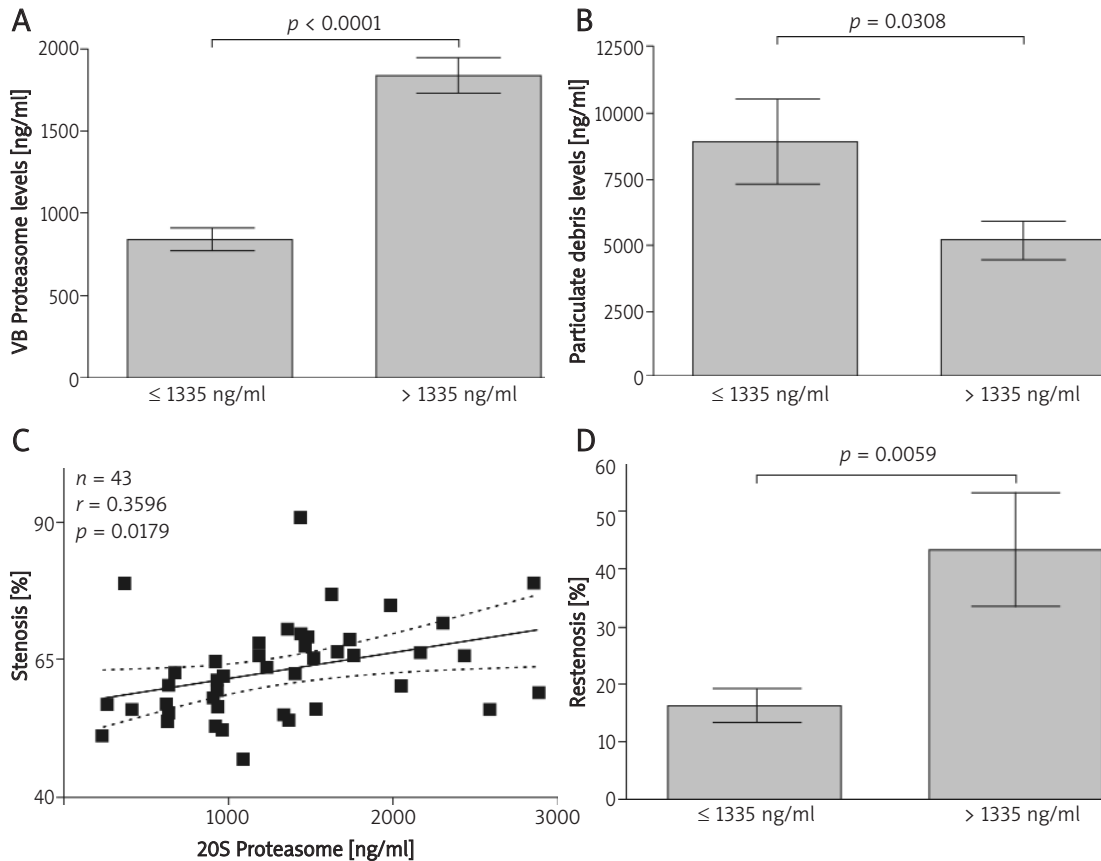 A
p < 0.0001
VB Proteasome levels [ng/ml]
2000
1500
1000
500
0
≤ 1335 ng/ml
> 1335 ng/ml
B
p = 0.0308
Particulate debris levels [ng/ml]
12500
10000
7500
5000
2500
0
≤ 1335 ng/ml
> 1335 ng/ml
C
n = 43
r = 0.3596
p = 0.0179
Stenosis [%]
90
65
40
1000
2000
3000
20S Proteasome [ng/ml]
D
p = 0.0059
Restenosis [%]
60
50
40
30
20
10
0
≤ 1335 ng/ml
> 1335 ng/ml